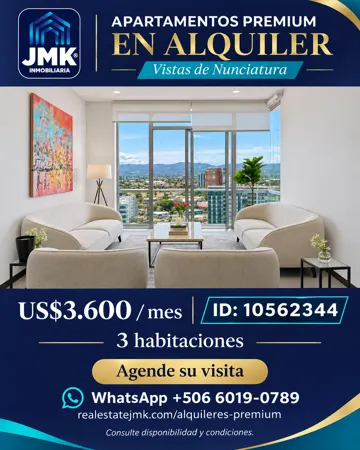 JMK
INMOBILIARIA
APARTAMENTOS PREMIUM
EN ALQUILER
Vistas de Nunciatura
US$3.600 / mes
ID: 10562344
3 habitaciones
Agende su visita
WhatsApp +506 6019-0789
realestatejmk.com/alquileres-premium
Consulte disponibilidad y condiciones.